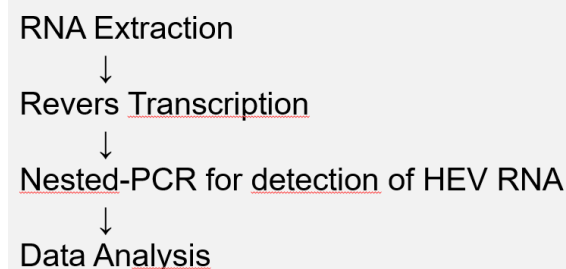 RNA Extraction
↓
Revers Transcription
↓
Nested-PCR for detection of HEV RNA
↓
Data Analysis